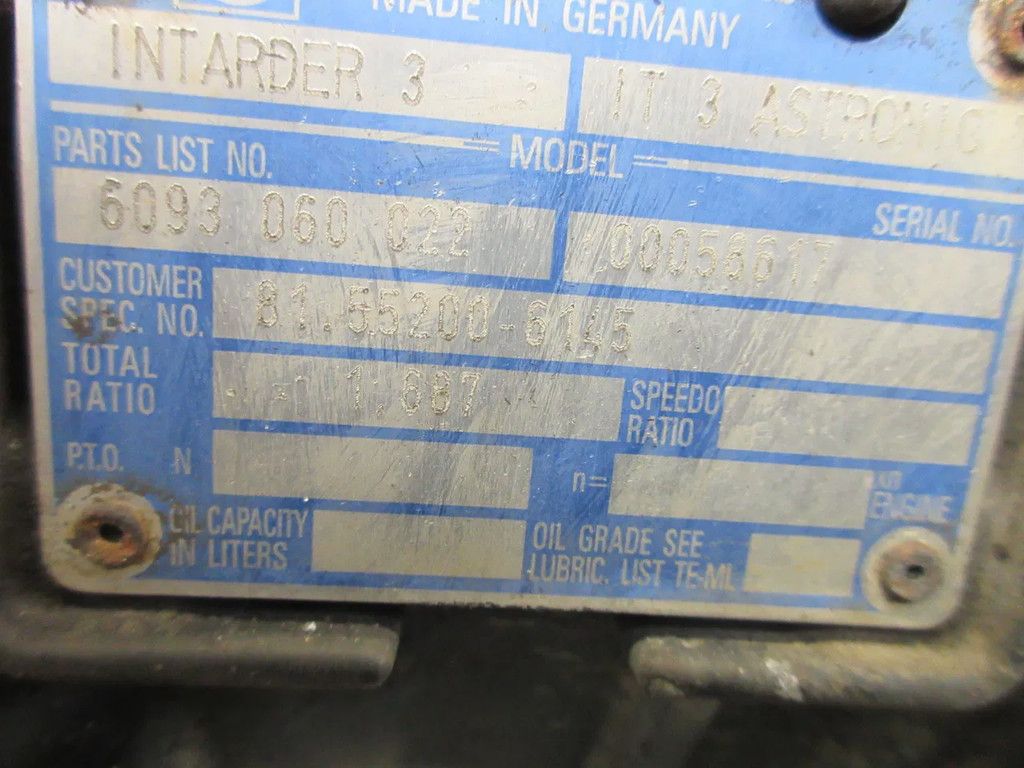 MADE IN GERMANY
INTARDER 3 IT 3 ASTRONIC
PARTS LIST NO. MODEL SERIAL NO.
6093 060 022 00058617
CUSTOMER SPEC. NO. 81.55200-6145
TOTAL RATIO 1,687 SPEEDO RATIO
P.T.O. N n= ENGINE
OIL CAPACITY IN LITERS OIL GRADE SEE LUBRIC. LIST TE-ML